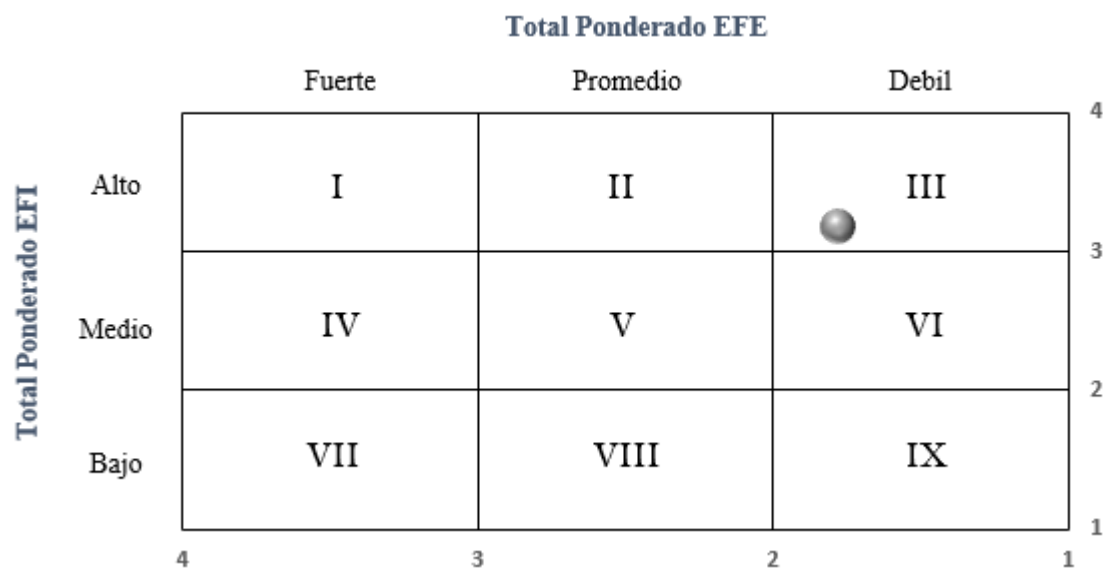 Total Ponderado EFE
Fuerte Promedio Debil
4
Total Ponderado EFI
Alto I II III
3
Medio IV V VI
2
Bajo VII VIII IX
1
4 3 2 1